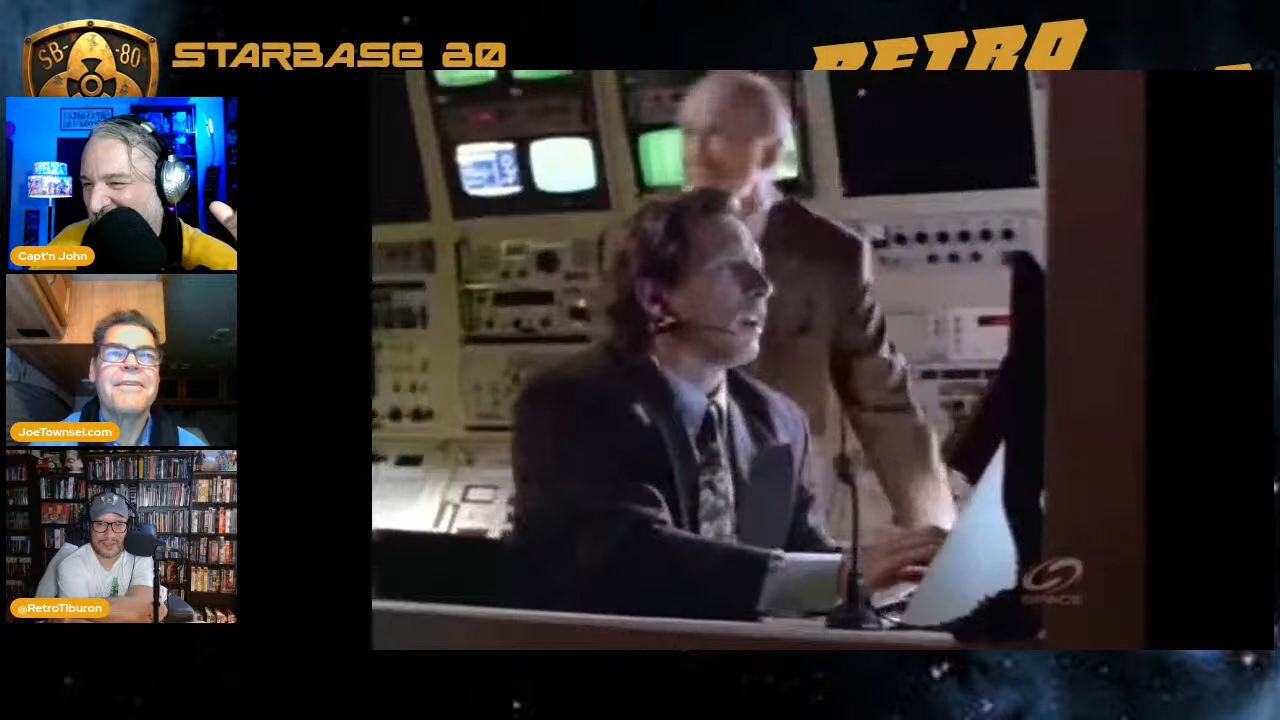 SB-80
STARBASE 80
RETRO
Capt'n John
JoeTownsel.com
@RetroTiburon
SPACE